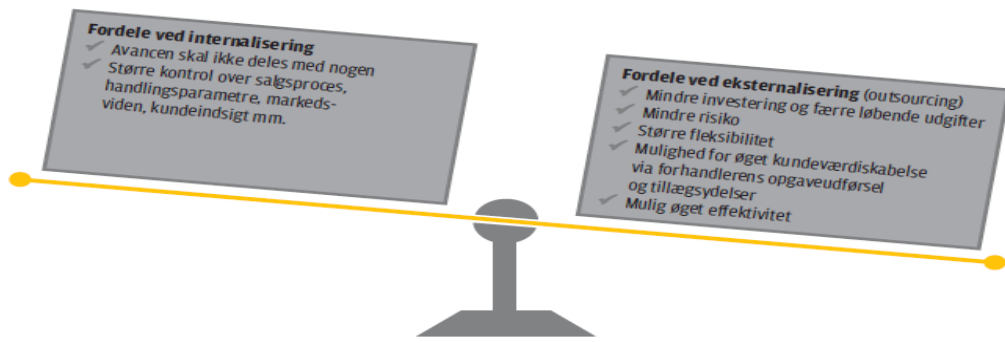 Fordele ved internalisering
Avancen skal ikke deles med nogen
Større kontrol over salgsproces,
handlingsparametre, markeds-
viden, kundeindsigt mm.
Fordele ved eksternalisering (outsourcing)
Mindre investering og færre løbende udgifter
Mindre risiko
Større fleksibilitet
Mulighed for øget kundeværdiskabelse
via forhandlerens opgaveudførsel
og tillægsydelser
Mulig øget effektivitet